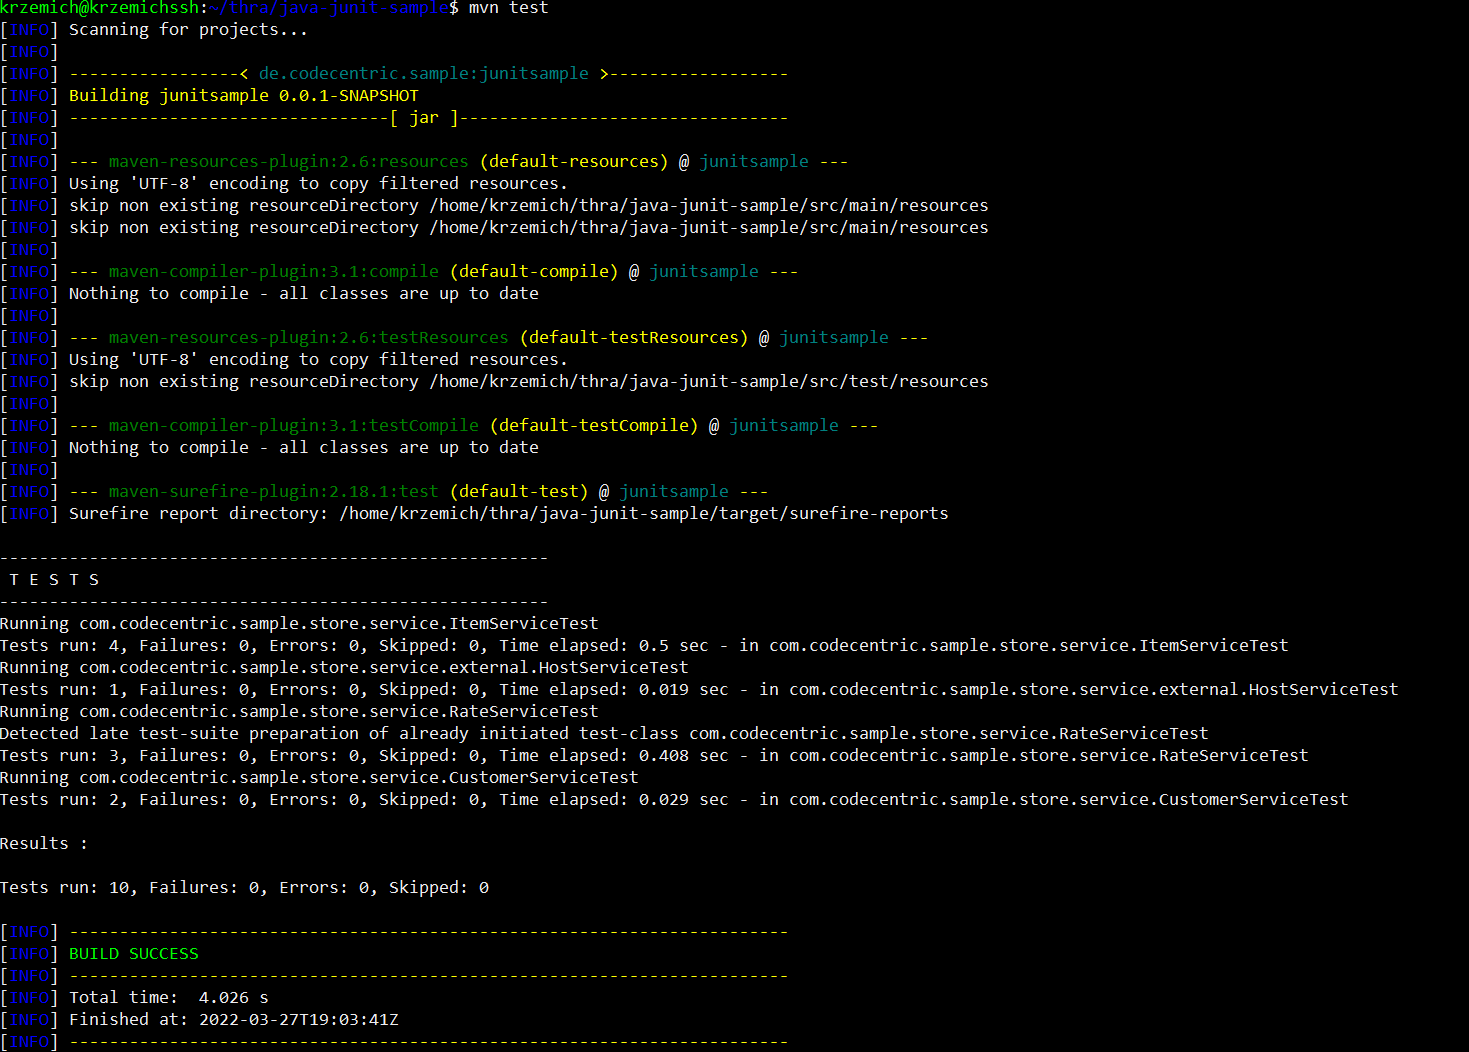 krzemich@krzemichssh:~/thra/java-junit-sample$ mvn test
[INFO] Scanning for projects...
[INFO]
[INFO] -----------------< de.codecentric.sample:junitsample >------------------
[INFO] Building junitsample 0.0.1-SNAPSHOT
[INFO] --------------------------------[ jar ]---------------------------------
[INFO]
[INFO] --- maven-resources-plugin:2.6:resources (default-resources) @ junitsample ---
[INFO] Using 'UTF-8' encoding to copy filtered resources.
[INFO] skip non existing resourceDirectory /home/krzemich/thra/java-junit-sample/src/main/resources
[INFO] skip non existing resourceDirectory /home/krzemich/thra/java-junit-sample/src/main/resources
[INFO]
[INFO] --- maven-compiler-plugin:3.1:compile (default-compile) @ junitsample ---
[INFO] Nothing to compile - all classes are up to date
[INFO]
[INFO] --- maven-resources-plugin:2.6:testResources (default-testResources) @ junitsample ---
[INFO] Using 'UTF-8' encoding to copy filtered resources.
[INFO] skip non existing resourceDirectory /home/krzemich/thra/java-junit-sample/src/test/resources
[INFO]
[INFO] --- maven-compiler-plugin:3.1:testCompile (default-testCompile) @ junitsample ---
[INFO] Nothing to compile - all classes are up to date
[INFO]
[INFO] --- maven-surefire-plugin:2.18.1:test (default-test) @ junitsample ---
[INFO] Surefire report directory: /home/krzemich/thra/java-junit-sample/target/surefire-reports
-------------------------------------------------------
 T E S T S
-------------------------------------------------------
Running com.codecentric.sample.store.service.ItemServiceTest
Tests run: 4, Failures: 0, Errors: 0, Skipped: 0, Time elapsed: 0.5 sec - in com.codecentric.sample.store.service.ItemServiceTest
Running com.codecentric.sample.store.service.external.HostServiceTest
Tests run: 1, Failures: 0, Errors: 0, Skipped: 0, Time elapsed: 0.019 sec - in com.codecentric.sample.store.service.external.HostServiceTest
Running com.codecentric.sample.store.service.RateServiceTest
Detected late test-suite preparation of already initiated test-class com.codecentric.sample.store.service.RateServiceTest
Tests run: 3, Failures: 0, Errors: 0, Skipped: 0, Time elapsed: 0.408 sec - in com.codecentric.sample.store.service.RateServiceTest
Running com.codecentric.sample.store.service.CustomerServiceTest
Tests run: 2, Failures: 0, Errors: 0, Skipped: 0, Time elapsed: 0.029 sec - in com.codecentric.sample.store.service.CustomerServiceTest
Results :
Tests run: 10, Failures: 0, Errors: 0, Skipped: 0
[INFO] ------------------------------------------------------------------------
[INFO] BUILD SUCCESS
[INFO] ------------------------------------------------------------------------
[INFO] Total time:  4.026 s
[INFO] Finished at: 2022-03-27T19:03:41Z
[INFO] ------------------------------------------------------------------------